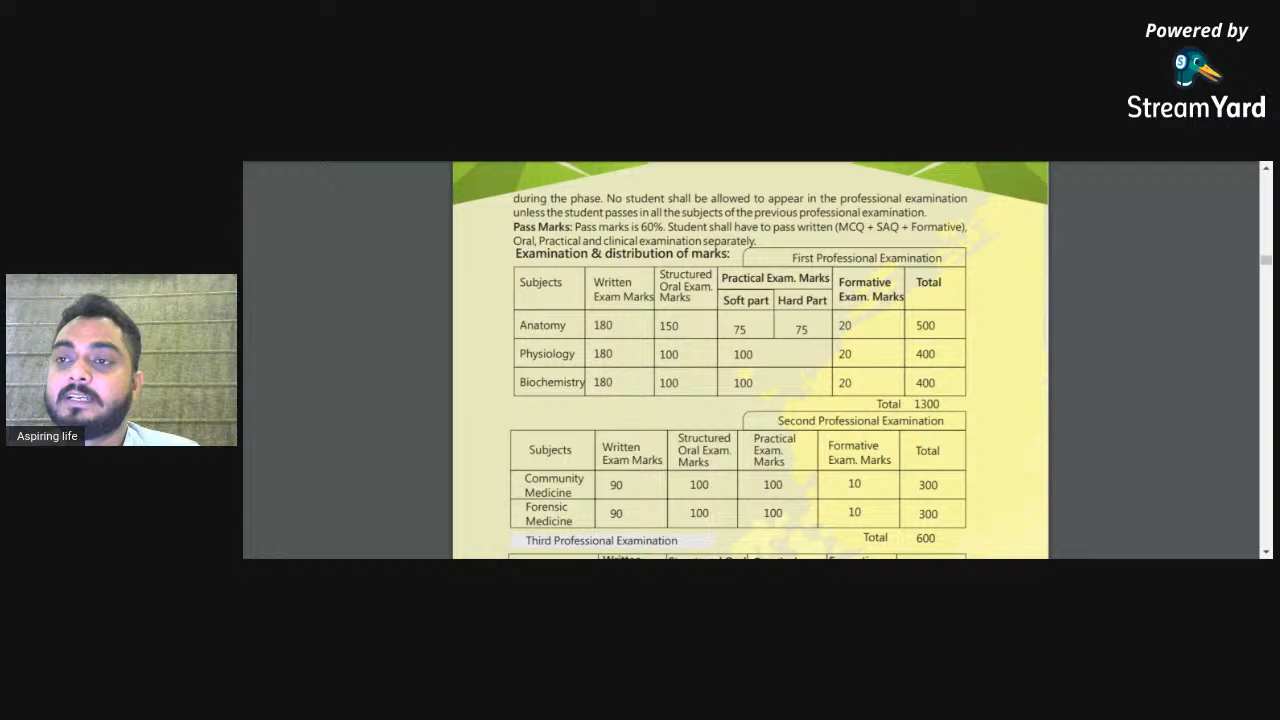 Powered by
StreamYard
during the phase. No student shall be allowed to appear in the professional examination
unless the student passes in all the subjects of the previous professional examination.
Pass Marks: Pass marks is 60%. Student shall have to pass written (MCQ + SAQ + Formative),
Oral, Practical and clinical examination separately.
Examination & distribution of marks:
First Professional Examination
Subjects Written Exam Marks Structured Oral Exam. Marks Practical Exam. Marks Formative Exam. Marks Total
Soft part Hard Part
Anatomy 180 150 75 75 20 500
Physiology 180 100 100 20 400
Biochemistry 180 100 100 20 400
Total 1300
Second Professional Examination
Subjects Written Exam Marks Structured Oral Exam. Marks Practical Exam. Marks Formative Exam. Marks Total
Community Medicine 90 100 100 10 300
Forensic Medicine 90 100 100 10 300
Total 600
Third Professional Examination
Aspiring life